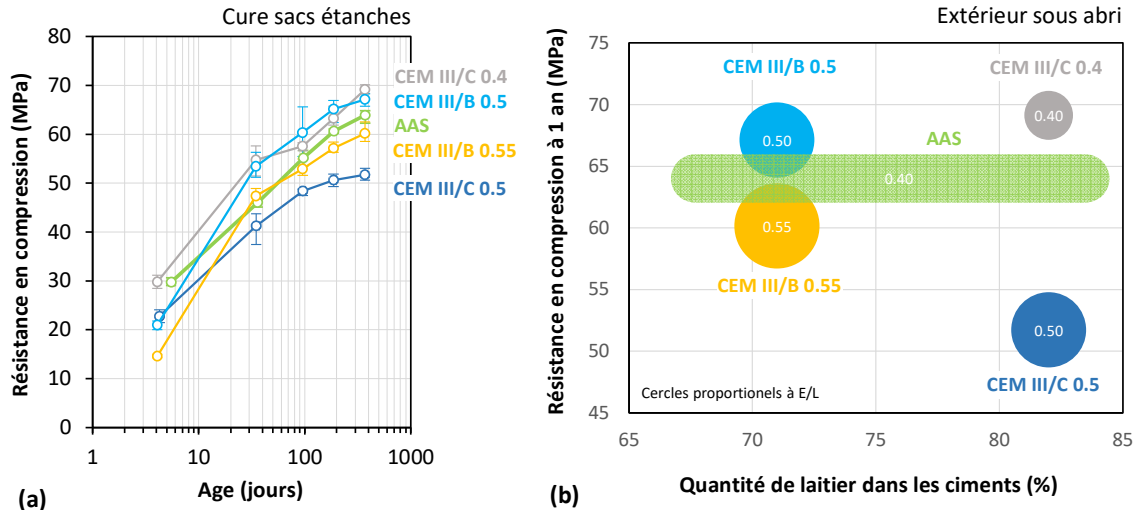 Cure sacs étanches
80
70
60
50
40
30
20
10
0
1
10
100
1000
Résistance en compression (MPa)
Age (jours)
CEM III/C 0.4
CEM III/B 0.5
AAS
CEM III/B 0.55
CEM III/C 0.5
(a)
Extérieur sous abri
75
70
65
60
55
50
45
65
70
75
80
85
Résistance en compression à 1 an (MPa)
Quantité de laitier dans les ciments (%)
CEM III/B 0.5
CEM III/C 0.4
0.40
0.50
AAS
0.40
0.55
CEM III/B 0.55
0.50
CEM III/C 0.5
Cercles proportionels à E/L
(b)